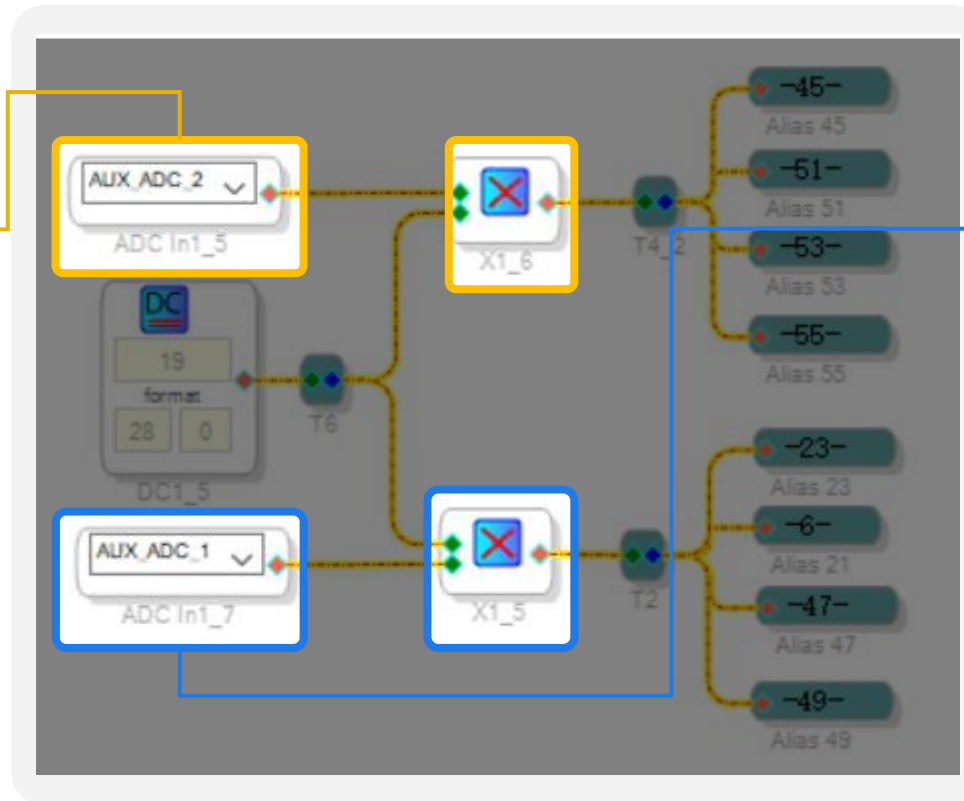 AUX_ADC_2
ADC In1_5
X1_6
T4_2
-45-
Alias 45
-51-
Alias 51
-53-
Alias 53
-55-
Alias 55
DC
19
format
28 0
DC1_5
T6
AUX_ADC_1
ADC In1_7
X1_5
T2
-23-
Alias 23
-6-
Alias 21
-47-
Alias 47
-49-
Alias 49